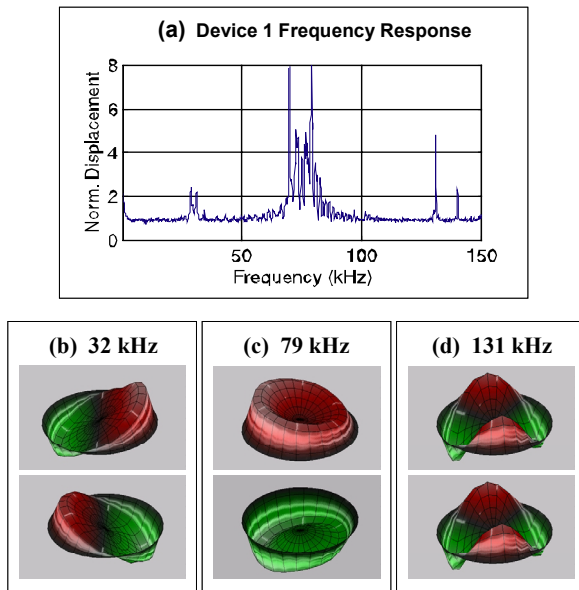 (a) Device 1 Frequency Response
Norm. Displacement
8
6
4
2
0
50
100
150
Frequency (kHz)
(b) 32 kHz
(c) 79 kHz
(d) 131 kHz